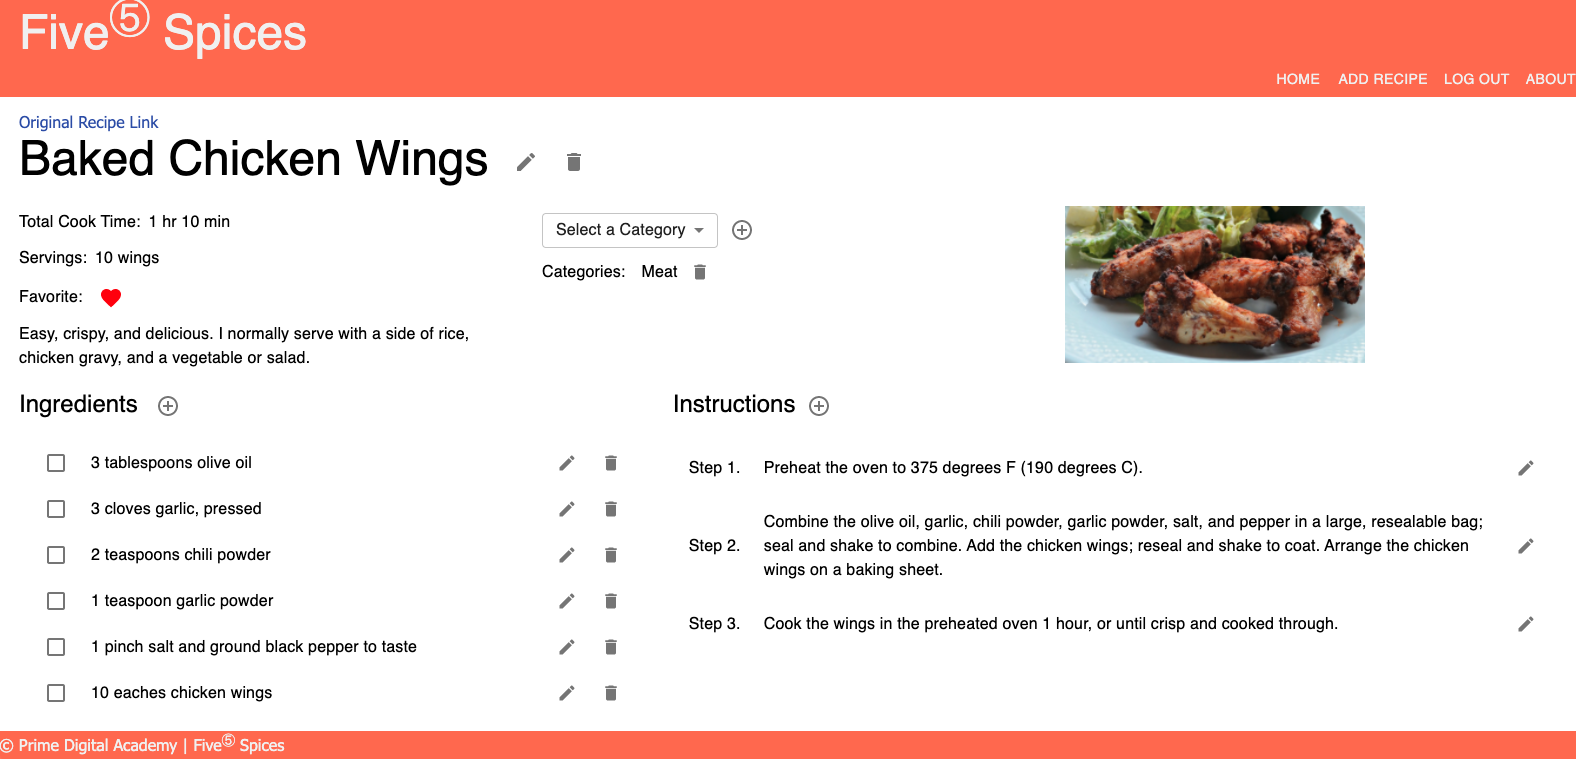 Five⑤ Spices
HOME ADD RECIPE LOG OUT ABOUT
Original Recipe Link
Baked Chicken Wings
Total Cook Time: 1 hr 10 min
Servings: 10 wings
Favorite:
Easy, crispy, and delicious. I normally serve with a side of rice,
chicken gravy, and a vegetable or salad.
Select a Category
Categories: Meat
Ingredients
3 tablespoons olive oil
3 cloves garlic, pressed
2 teaspoons chili powder
1 teaspoon garlic powder
1 pinch salt and ground black pepper to taste
10 eaches chicken wings
Instructions
Step 1. Preheat the oven to 375 degrees F (190 degrees C).
Step 2. Combine the olive oil, garlic, chili powder, garlic powder, salt, and pepper in a large, resealable bag;
seal and shake to combine. Add the chicken wings; reseal and shake to coat. Arrange the chicken
wings on a baking sheet.
Step 3. Cook the wings in the preheated oven 1 hour, or until crisp and cooked through.
© Prime Digital Academy | Five⑤ Spices